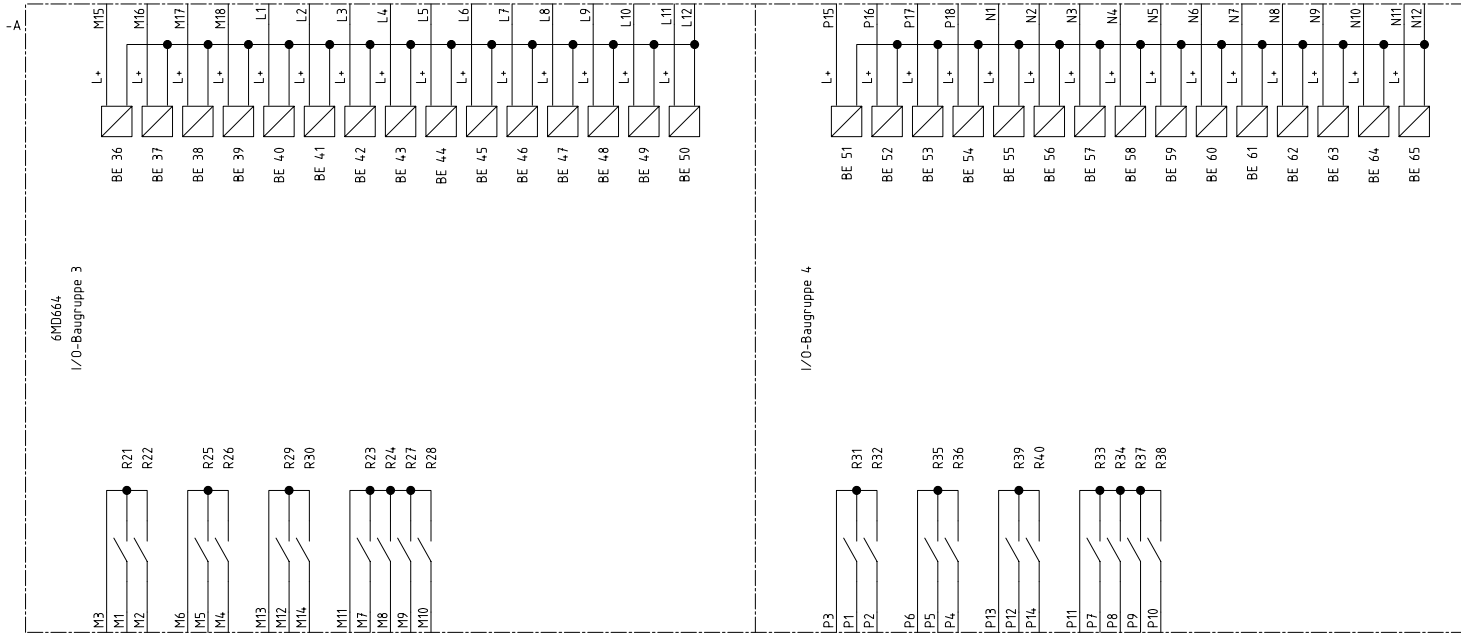 -A
M15 M16 M17 M18 L1 L2 L3 L4 L5 L6 L7 L8 L9 L10 L11 L12
L+ L+ L+ L+ L+ L+ L+ L+ L+ L+ L+ L+ L+ L+ L+
BE 36 BE 37 BE 38 BE 39 BE 40 BE 41 BE 42 BE 43 BE 44 BE 45 BE 46 BE 47 BE 48 BE 49 BE 50
6MD664
I/O-Baugruppe 3
R21 R22 R25 R26 R29 R30 R23 R24 R27 R28
M3 M1 M2 M6 M5 M4 M13 M12 M14 M11 M7 M8 M9 M10
P15 P16 P17 P18 N1 N2 N3 N4 N5 N6 N7 N8 N9 N10 N11 N12
L+ L+ L+ L+ L+ L+ L+ L+ L+ L+ L+ L+ L+ L+ L+
BE 51 BE 52 BE 53 BE 54 BE 55 BE 56 BE 57 BE 58 BE 59 BE 60 BE 61 BE 62 BE 63 BE 64 BE 65
I/O-Baugruppe 4
R31 R32 R35 R36 R39 R40 R33 R34 R37 R38
P3 P1 P2 P6 P5 P4 P13 P12 P14 P11 P7 P8 P9 P10